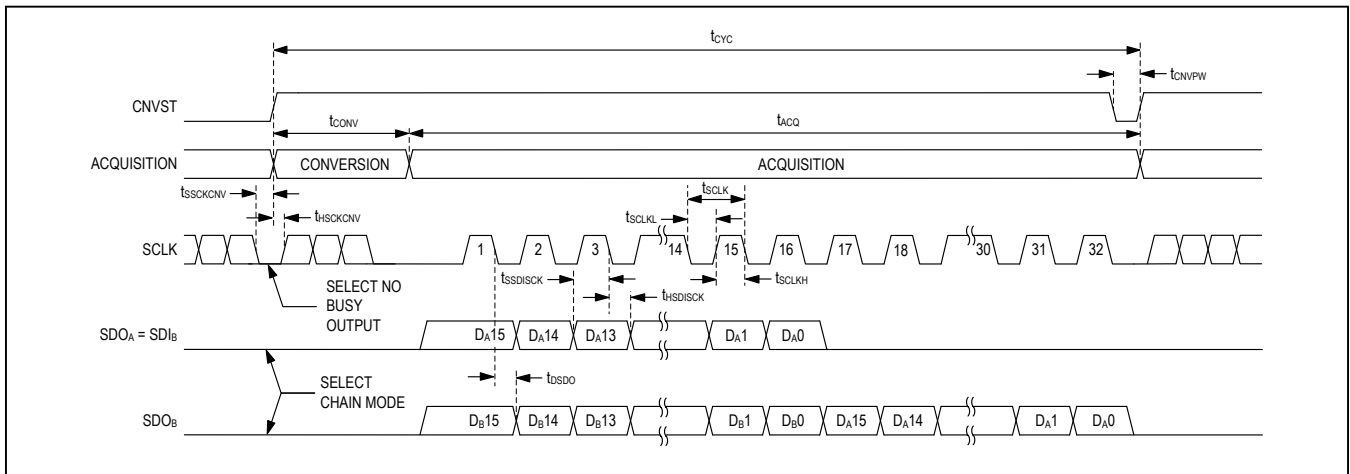 tCYC
tCNVPW
CNVST
tCONV
tACQ
ACQUISITION
CONVERSION
ACQUISITION
tSSCKCNV
tHSCKCNV
tSCLK
tSCLKL
SCLK
1 2 3 14 15 16 17 18 30 31 32
tSSDISCK
tHSDISCK
tSCLKH
SELECT NO
BUSY
OUTPUT
SDOA = SDIB
DA15 DA14 DA13 DA1 DA0
SELECT
CHAIN MODE
tDSDO
SDOB
DB15 DB14 DB13 DB1 DB0 DA15 DA14 DA1 DA0